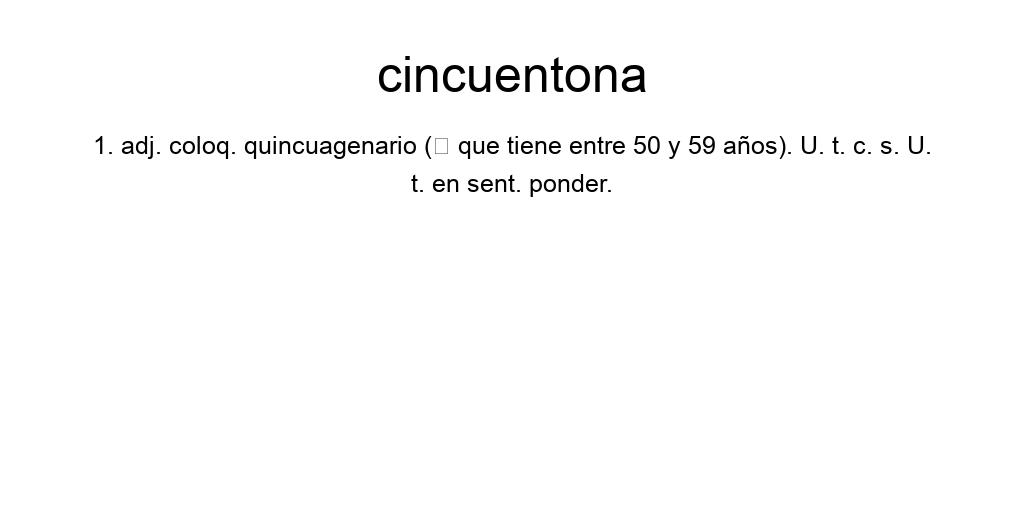 cincuentona
1. adj. coloq. quincuagenario (▯ que tiene entre 50 y 59 años). U. t. c. s. U.
t. en sent. ponder.